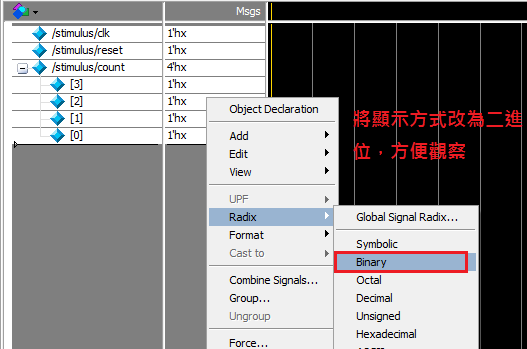 Msgs
/stimulus/clk 1'hx
/stimulus/reset 1'hx
/stimulus/count 4'hx
[3] 1'hx
[2] 1'hx
[1] 1'hx
[0] 1'hx
Object Declaration
Add
Edit
View
UPF
Radix
Format
Cast to
Combine Signals...
Group...
Ungroup
Force...
Global Signal Radix...
Symbolic
Binary
Octal
Decimal
Unsigned
Hexadecimal
將顯示方式改為二進
位，方便觀察